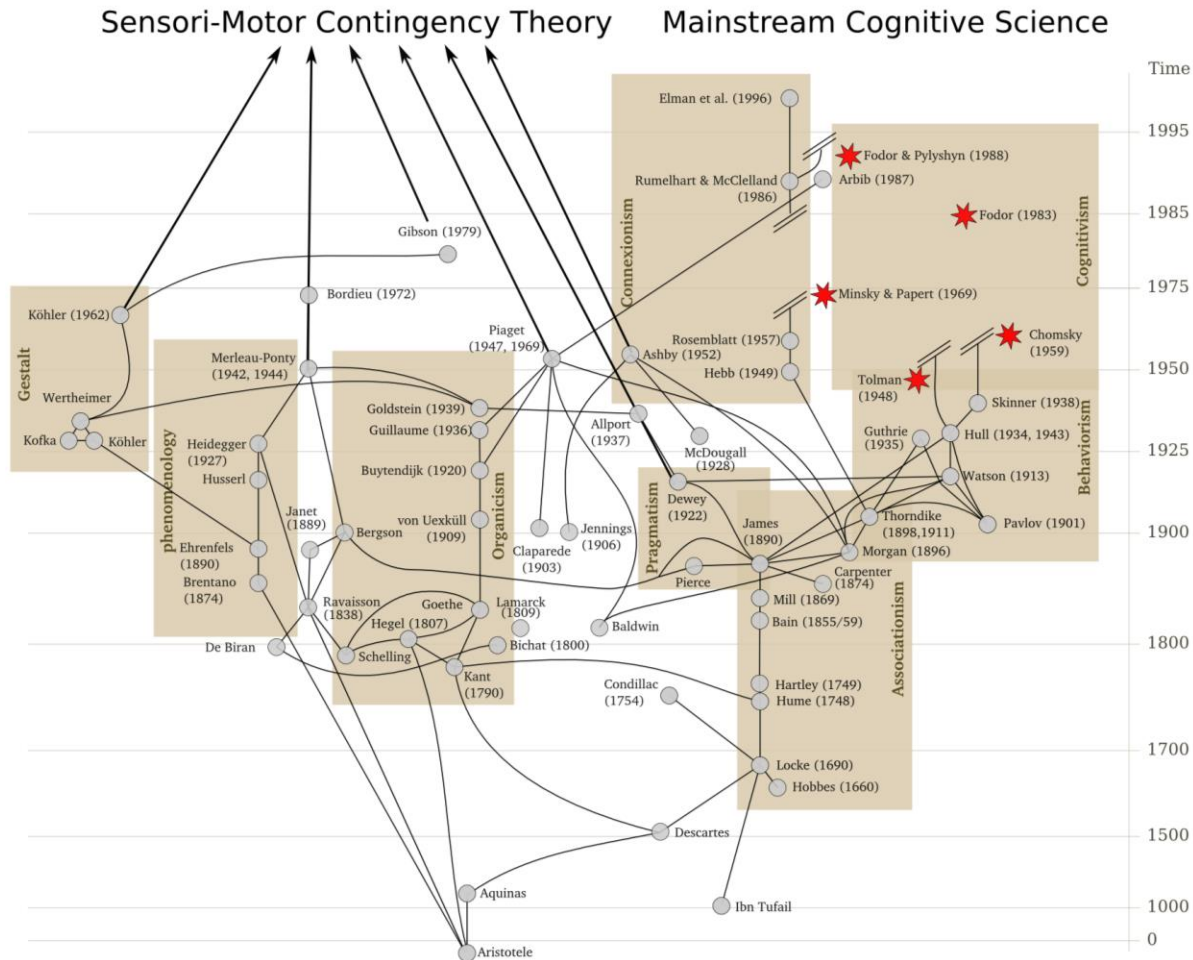 Sensori-Motor Contingency Theory
Mainstream Cognitive Science
Time
Elman et al. (1996)
1995
Fodor & Pylyshyn (1988)
Rumelhart & McClelland
(1986)
Arbib (1987)
1985
Fodor (1983)
Cognitivism
Connexionism
Gibson (1979)
1975
Bordieu (1972)
Minsky & Papert (1969)
Köhler (1962)
Gestalt
Piaget
(1947, 1969)
Rosemblatt (1957)
Chomsky
(1959)
Merleau-Ponty
(1942, 1944)
Ashby (1952)
Hebb (1949)
1950
Tolman
(1948)
Wertheimer
Goldstein (1939)
Skinner (1938)
Allport
(1937)
Guillaume (1936)
Guthrie
(1935)
Hull (1934, 1943)
Kofka
Köhler
Heidegger
(1927)
McDougall
(1928)
1925
Behaviorism
phenomenology
Husserl
Buytendijk (1920)
Dewey
(1922)
Watson (1913)
Janet
(1889)
Bergson
von Uexküll
(1909)
Organicism
Claparede
(1903)
Jennings
(1906)
Pragmatism
James
(1890)
Thorndike
(1898,1911)
Pavlov (1901)
1900
Ehrenfels
(1890)
Morgan (1896)
Brentano
(1874)
Pierce
Carpenter
(1874)
Ravaisson
(1838)
Goethe
Lamarck
(1809)
Mill (1869)
Hegel (1807)
Baldwin
Bain (1855/59)
De Biran
Schelling
Bichat (1800)
1800
Kant
(1790)
Associationism
Condillac
(1754)
Hartley (1749)
Hume (1748)
1700
Locke (1690)
Hobbes (1660)
Descartes
1500
Aquinas
Ibn Tufail
1000
0
Aristotele